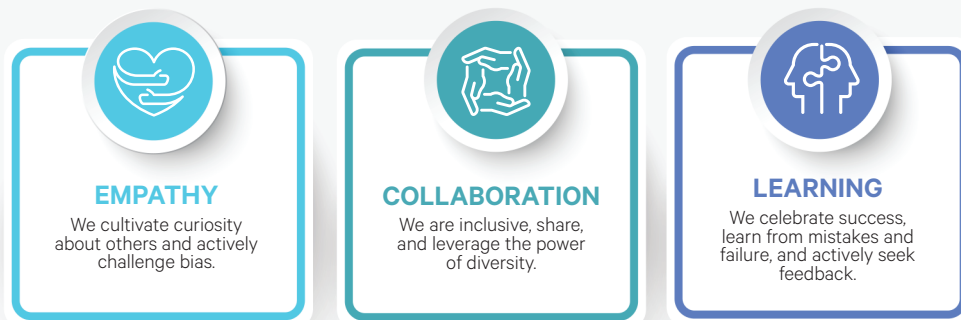 EMPATHY
We cultivate curiosity
about others and actively
challenge bias.
COLLABORATION
We are inclusive, share,
and leverage the power
of diversity.
LEARNING
We celebrate success,
learn from mistakes and
failure, and actively seek
feedback.